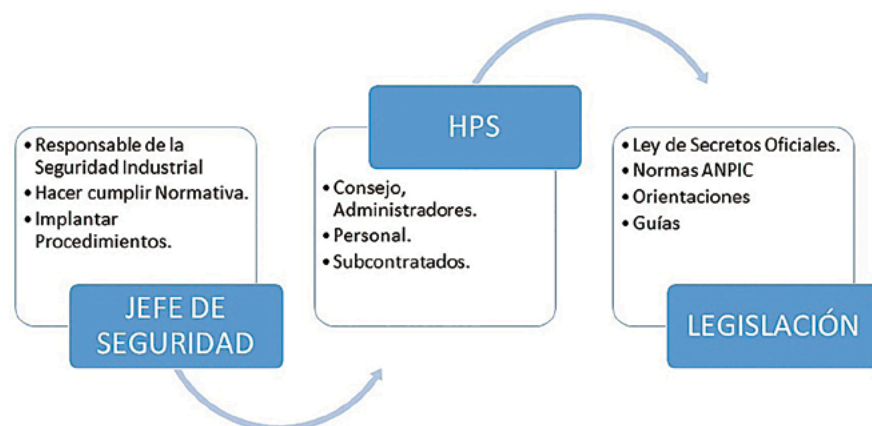 • Responsable de la
Seguridad Industrial
• Hacer cumplir Normativa.
• Implantar
Procedimientos.
JEFE DE
SEGURIDAD
HPS
• Consejo,
Administradores.
• Personal.
• Subcontratados.
• Ley de Secretos Oficiales.
• Normas ANPIC
• Orientaciones
• Guías
LEGISLACIÓN